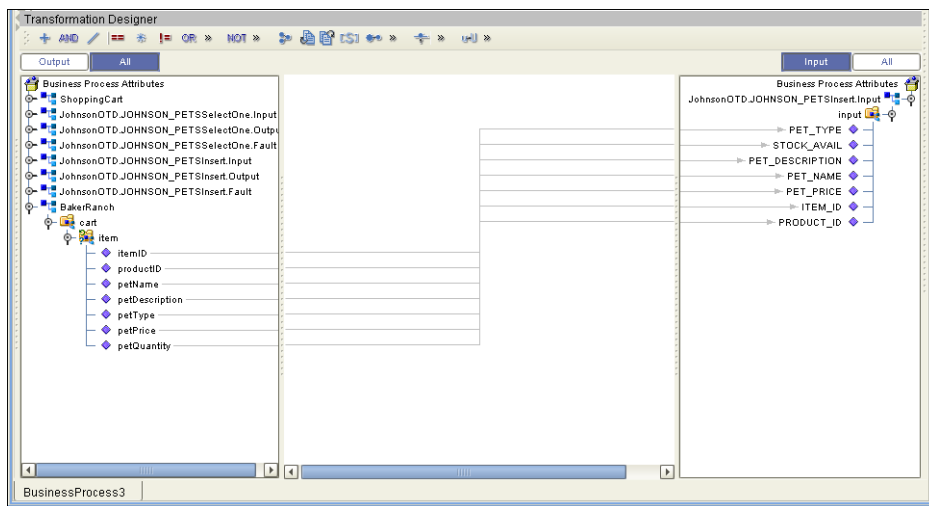 Transformation Designer
AND == != OR » NOT » » » »
Output All Input All
Business Process Attributes
ShoppingCart
JohnsonOTD.JOHNSON_PETSSelectOne.Input
JohnsonOTD.JOHNSON_PETSSelectOne.Outpu
JohnsonOTD.JOHNSON_PETSSelectOne.Fault
JohnsonOTD.JOHNSON_PETSInsert.Input
JohnsonOTD.JOHNSON_PETSInsert.Output
JohnsonOTD.JOHNSON_PETSInsert.Fault
BakerRanch
cart
item
itemID
productID
petName
petDescription
petType
petPrice
petQuantity
Business Process Attributes
JohnsonOTD.JOHNSON_PETSInsert.Input
input
PET_TYPE
STOCK_AVAIL
PET_DESCRIPTION
PET_NAME
PET_PRICE
ITEM_ID
PRODUCT_ID
BusinessProcess3